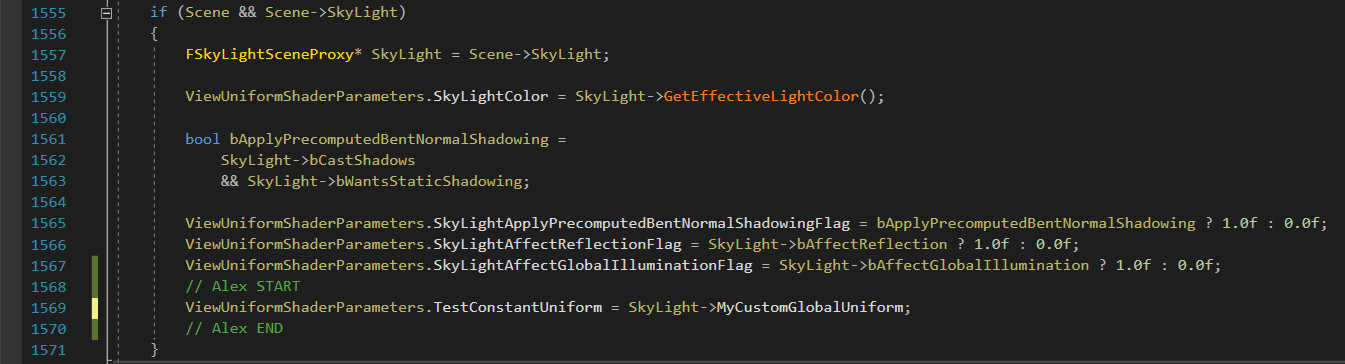 1555 if (Scene && Scene->SkyLight)
1556 {
1557 FSkyLightSceneProxy* SkyLight = Scene->SkyLight;
1558
1559 ViewUniformShaderParameters.SkyLightColor = SkyLight->GetEffectiveLightColor();
1560
1561 bool bApplyPrecomputedBentNormalShadowing =
1562 SkyLight->bCastShadows
1563 && SkyLight->bWantsStaticShadowing;
1564
1565 ViewUniformShaderParameters.SkyLightApplyPrecomputedBentNormalShadowingFlag = bApplyPrecomputedBentNormalShadowing ? 1.0f : 0.0f;
1566 ViewUniformShaderParameters.SkyLightAffectReflectionFlag = SkyLight->bAffectReflection ? 1.0f : 0.0f;
1567 ViewUniformShaderParameters.SkyLightAffectGlobalIlluminationFlag = SkyLight->bAffectGlobalIllumination ? 1.0f : 0.0f;
1568 // Alex START
1569 ViewUniformShaderParameters.TestConstantUniform = SkyLight->MyCustomGlobalUniform;
1570 // Alex END
1571 }